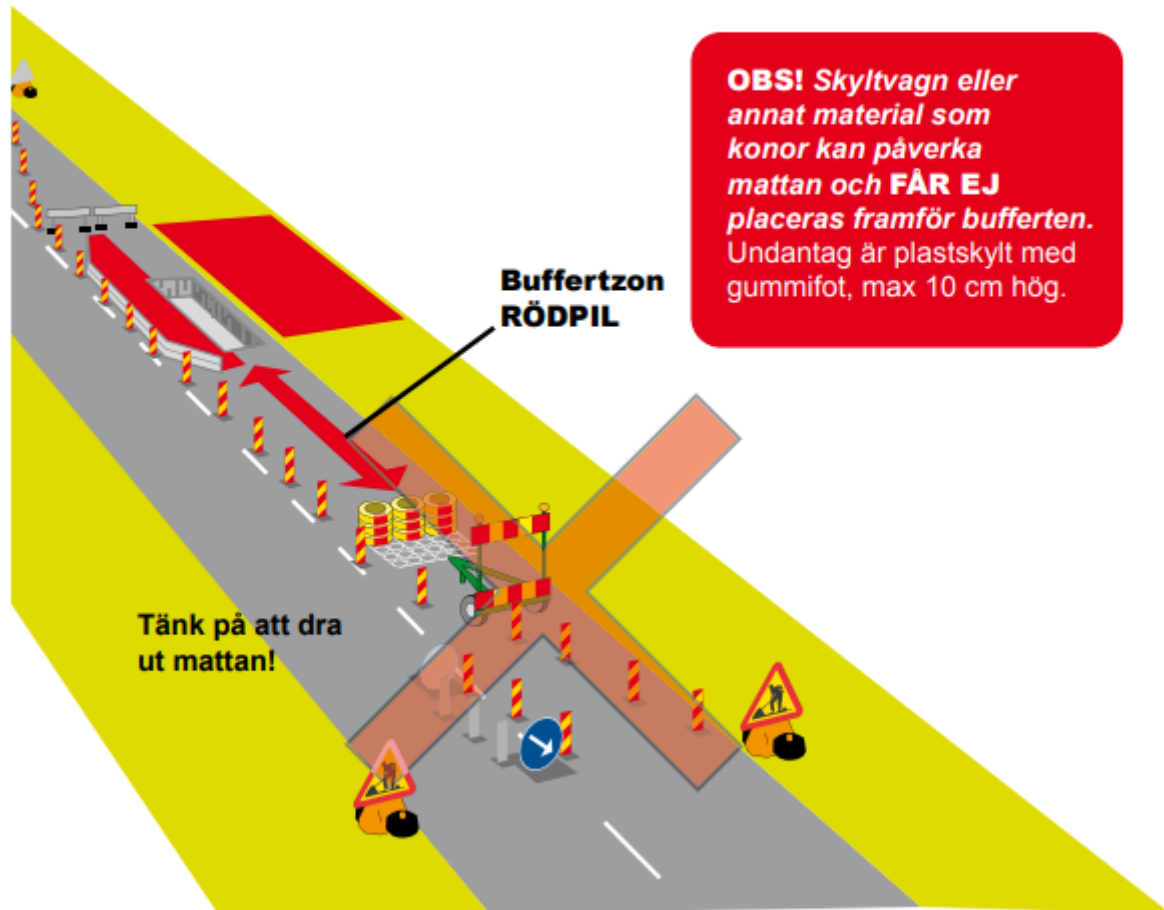 OBS! Skyltvagn eller
annat material som
konor kan påverka
mattan och FÅR EJ
placeras framför bufferten.
Undantag är plastskylt med
gummifot, max 10 cm hög.
Buffertzon
RÖDPIL
Tänk på att dra
ut mattan!